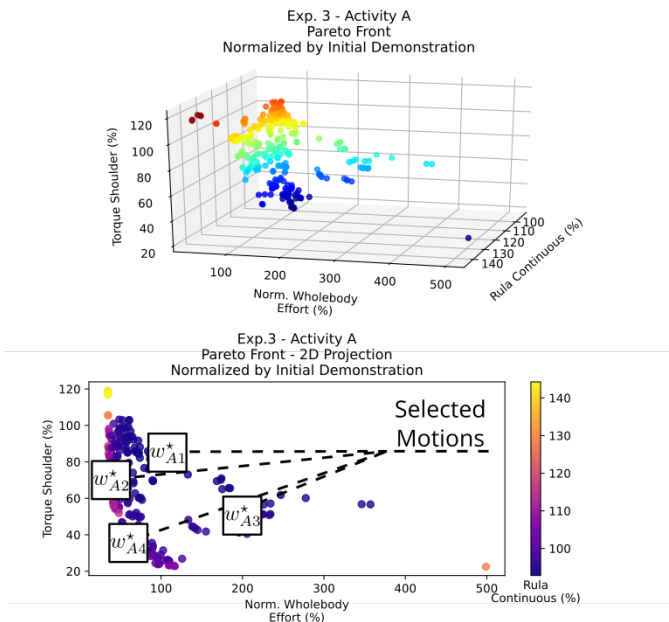 Exp. 3 - Activity A
Pareto Front
Normalized by Initial Demonstration
120
100
80
60
40
20
Torque Shoulder (%)
100
200
300
400
500
Norm. Wholebody
Effort (%)
100
110
120
130
140
Rula Continuous (%)
Exp.3 - Activity A
Pareto Front - 2D Projection
Normalized by Initial Demonstration
120
100
80
60
40
20
Torque Shoulder (%)
Selected
Motions
w*A1
w*A2
w*A3
w*A4
100
200
300
400
500
Norm. Wholebody
Effort (%)
140
130
120
110
100
Rula
Continuous (%)